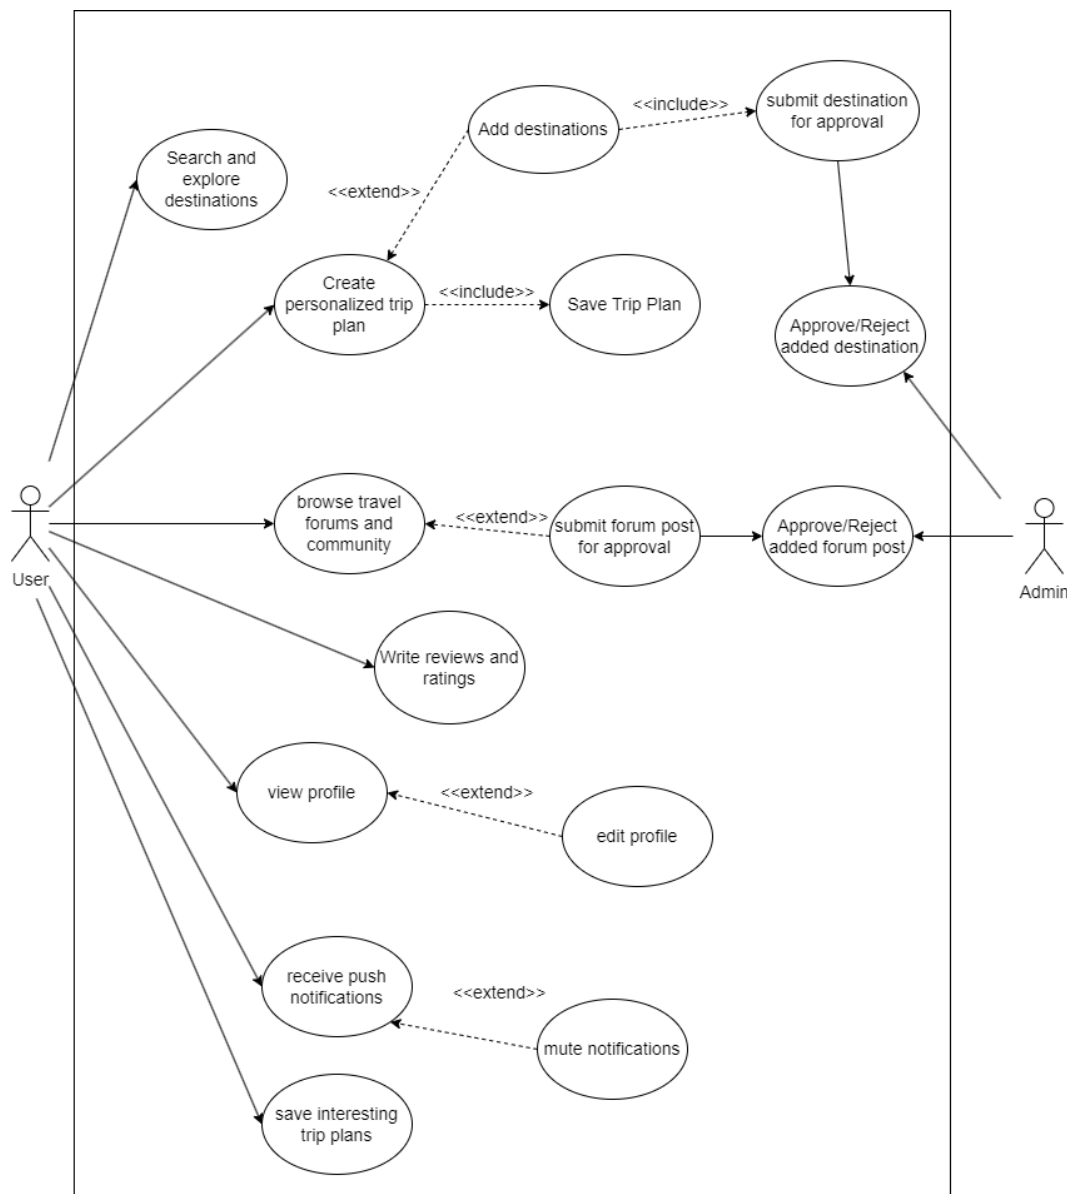 submit destination
for approval
<<include>>
Add destinations
Search and
explore
destinations
<<extend>>
Create
personalized trip
plan
<<include>>
Save Trip Plan
Approve/Reject
added destination
browse travel
forums and
community
<<extend>>
submit forum post
for approval
Approve/Reject
added forum post
User
Admin
Write reviews and
ratings
view profile
<<extend>>
edit profile
receive push
notifications
<<extend>>
mute notifications
save interesting
trip plans